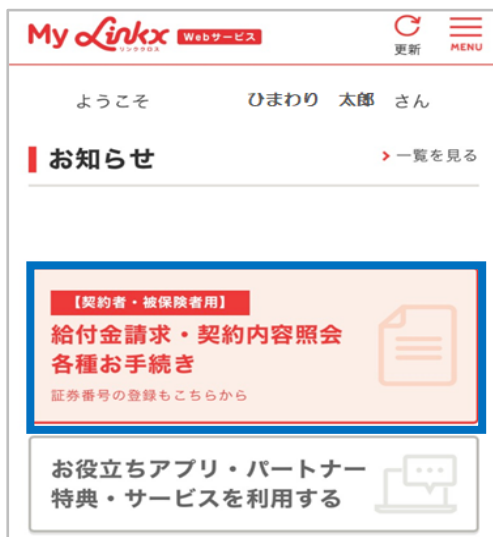 My Linkx Webサービス
リンククロス
更新
MENU
ようこそ ひまわり 太郎 さん
お知らせ
一覧を見る
【契約者・被保険者用】
給付金請求・契約内容照会
各種お手続き
証券番号の登録もこちらから
お役立ちアプリ・パートナー
特典・サービスを利用する